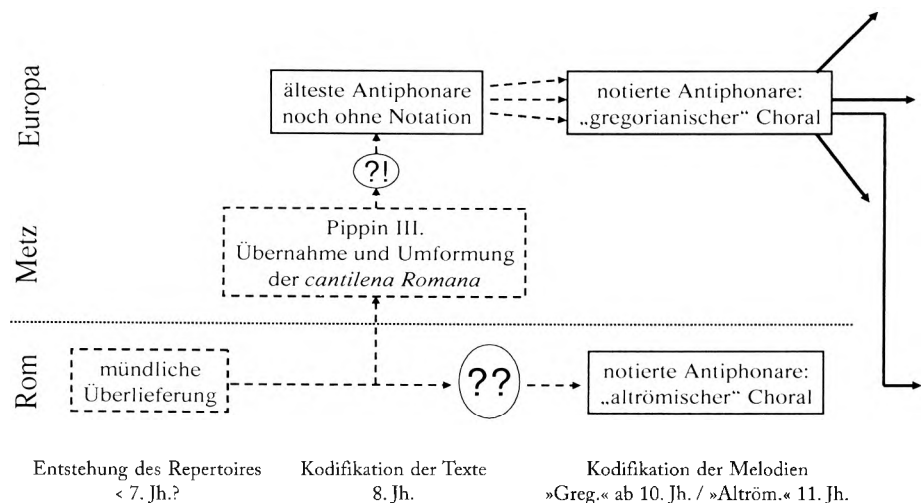 Europa
älteste Antiphonare
noch ohne Notation
notierte Antiphonare:
„gregorianischer“ Choral
?!
Metz
Pippin III.
Übernahme und Umformung
der cantilena Romana
Rom
mündliche
Überlieferung
??
notierte Antiphonare:
„altrömischer“ Choral
Entstehung des Repertoires
< 7. Jh.?
Kodifikation der Texte
8. Jh.
Kodifikation der Melodien
»Greg.« ab 10. Jh. / »Altröm.« 11. Jh.